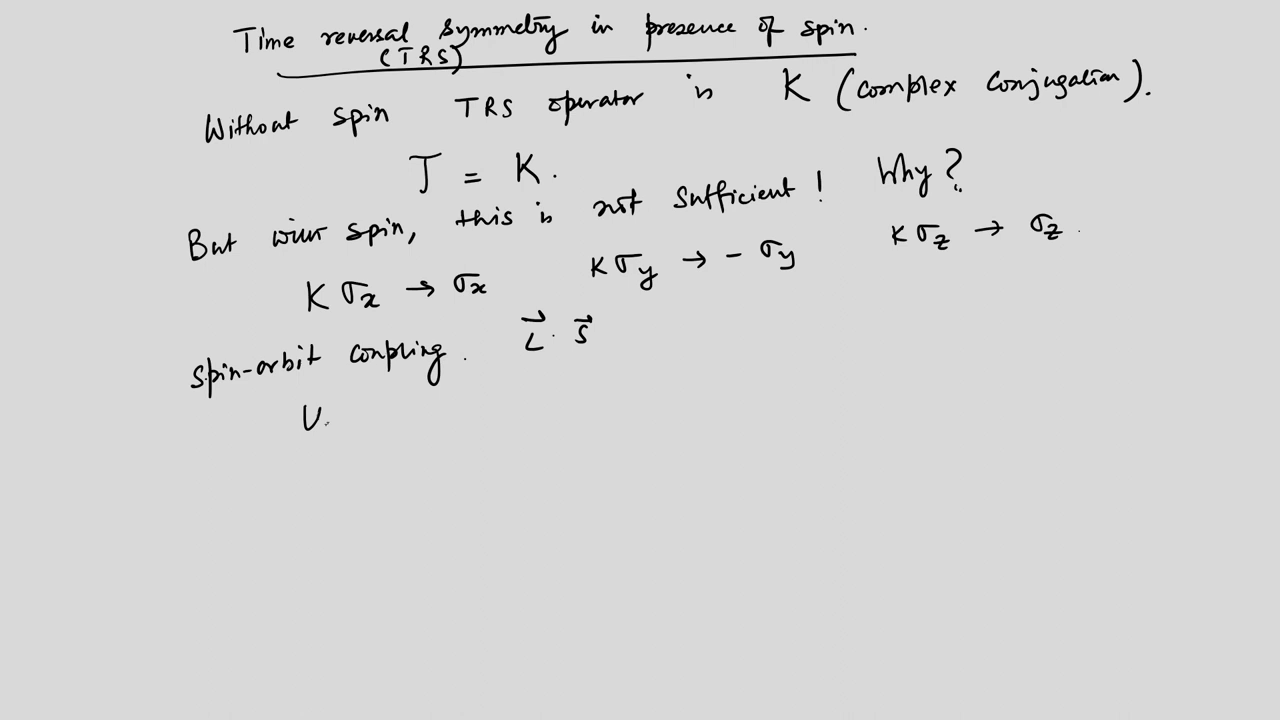 Time reversal symmetry in presence of spin.
(TRS)
Without spin TRS operator is K (complex conjugation).
T = K.
But with spin, this is not sufficient! Why?
K σx → σx K σy → - σy K σz → σz.
Spin-orbit coupling. L⃗ . S⃗
U.